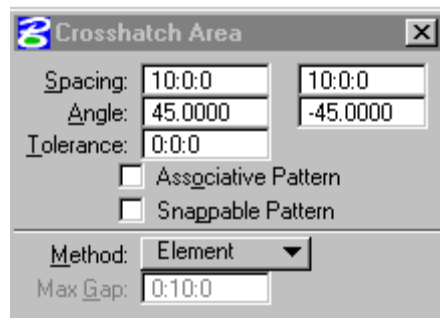 Crosshatch Area
Spacing: 10:0:0 10:0:0
Angle: 45.0000 -45.0000
Tolerance: 0:0:0
Associative Pattern
Snappable Pattern
Method: Element
Max Gap: 0:10:0